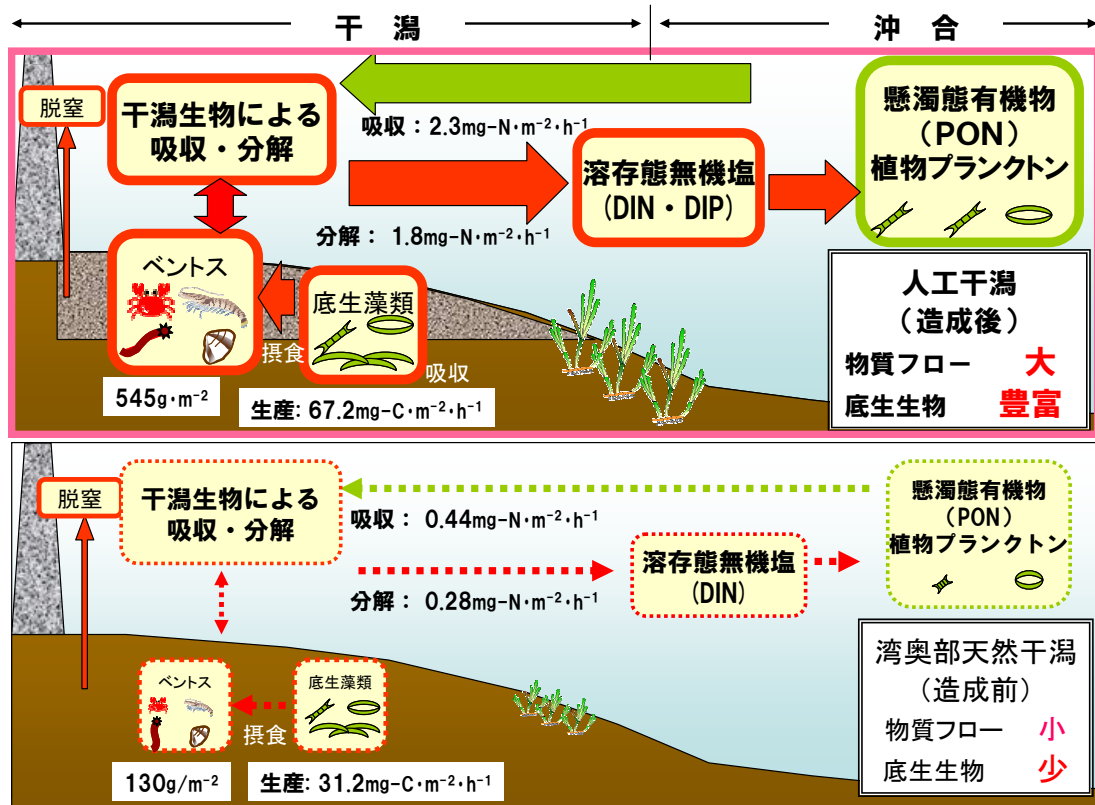 干 潟
沖 合
脱窒
干潟生物による
吸収・分解
吸収：2.3mg-N·m⁻²·h⁻¹
分解： 1.8mg-N·m⁻²·h⁻¹
溶存態無機塩
(DIN・DIP)
懸濁態有機物
（PON）
植物プランクトン
ベントス
摂食
底生藻類
吸収
545g·m⁻²
生産: 67.2mg-C·m⁻²·h⁻¹
人工干潟
（造成後）
物質フロー 大
底生生物 豊富
脱窒
干潟生物による
吸収・分解
吸収： 0.44mg-N·m⁻²·h⁻¹
分解： 0.28mg-N·m⁻²·h⁻¹
溶存態無機塩
(DIN)
懸濁態有機物
（PON）
植物プランクトン
ベントス
摂食
底生藻類
130g/m⁻²
生産: 31.2mg-C·m⁻²·h⁻¹
湾奥部天然干潟
（造成前）
物質フロー 小
底生生物 少